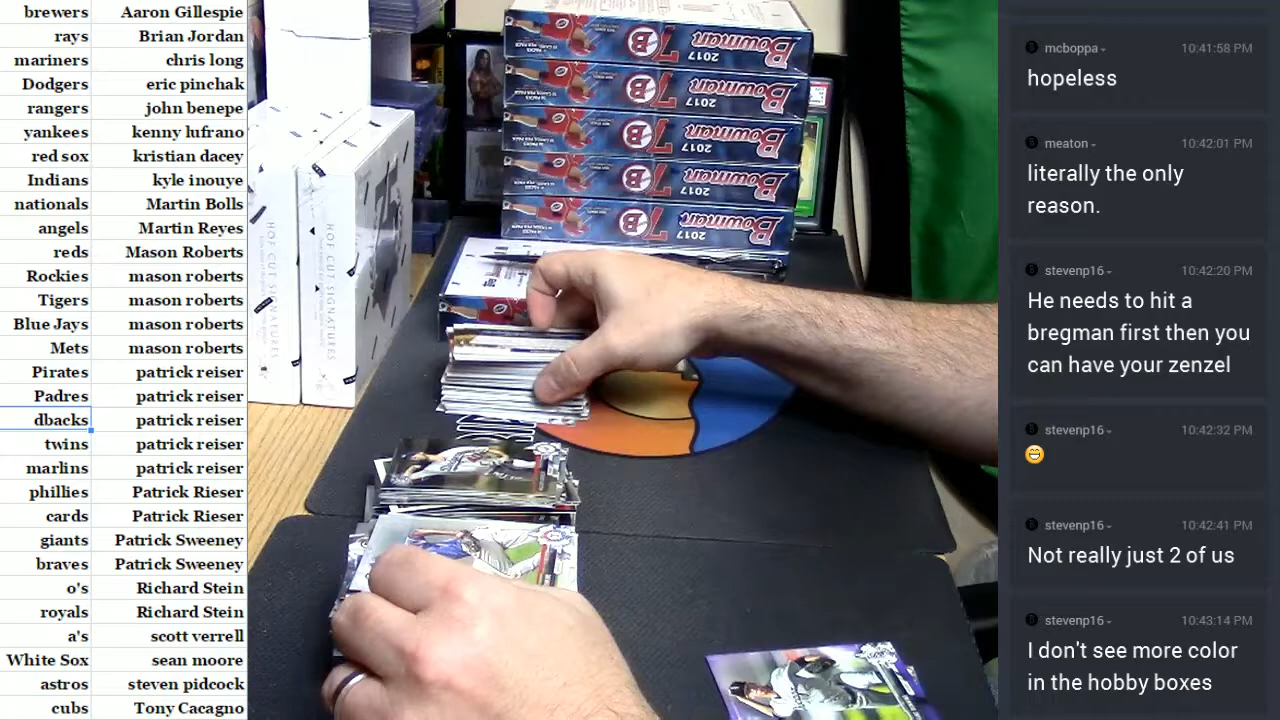 brewers Aaron Gillespie
rays Brian Jordan
mariners chris long
Dodgers eric pinchak
rangers john benepe
yankees kenny lufrano
red sox kristian dacey
Indians kyle inouye
nationals Martin Bolls
angels Martin Reyes
reds Mason Roberts
Rockies mason roberts
Tigers mason roberts
Blue Jays mason roberts
Mets mason roberts
Pirates patrick reiser
Padres patrick reiser
dbacks patrick reiser
twins patrick reiser
marlins patrick reiser
phillies Patrick Rieser
cards Patrick Rieser
giants Patrick Sweeney
braves Patrick Sweeney
o's Richard Stein
royals Richard Stein
a's scott verrell
White Sox sean moore
astros steven pidcock
cubs Tony Cacagno
2017 Bowman
2017 Bowman
2017 Bowman
2017 Bowman
2017 Bowman
HOF CUT SIGNATURES
HOF CUT SIGNATURES
mcboppa 10:41:58 PM
hopeless
meaton 10:42:01 PM
literally the only
reason.
stevenp16 10:42:20 PM
He needs to hit a
bregman first then you
can have your zenzel
stevenp16 10:42:32 PM
😁
stevenp16 10:42:41 PM
Not really just 2 of us
stevenp16 10:43:14 PM
I don't see more color
in the hobby boxes